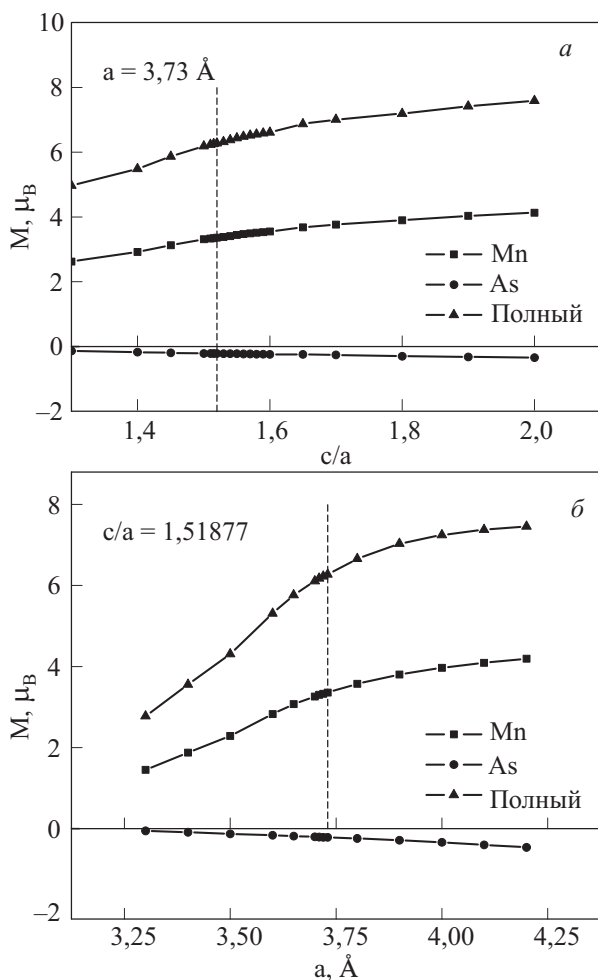 10
8
6
4
2
0
–2
M, μB
a = 3,73 Å
а
Mn
As
Полный
1,4 1,6 1,8 2,0
c/a
8
6
4
2
0
–2
M, μB
c/a = 1,51877
б
Mn
As
Полный
3,25 3,50 3,75 4,00 4,25
a, Å